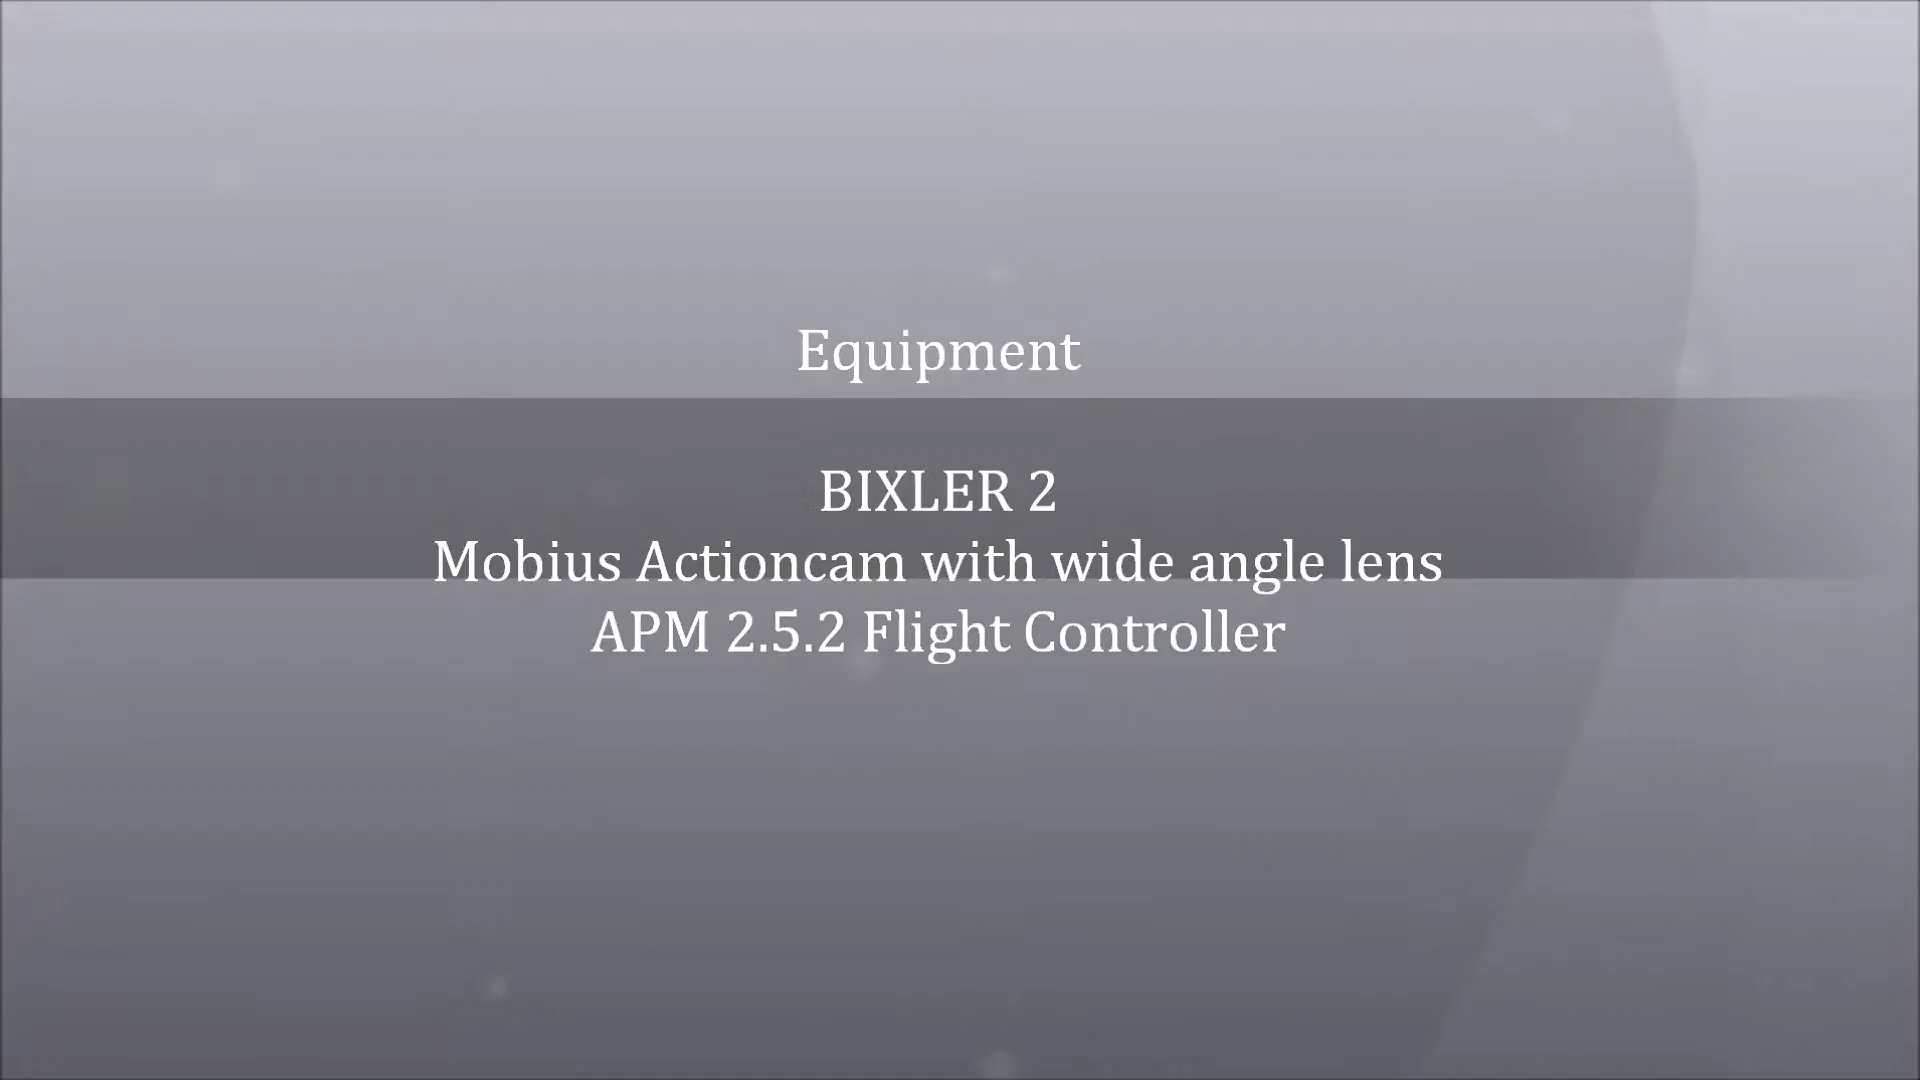 Equipment
BIXLER 2
Mobius Actioncam with wide angle lens
APM 2.5.2 Flight Controller